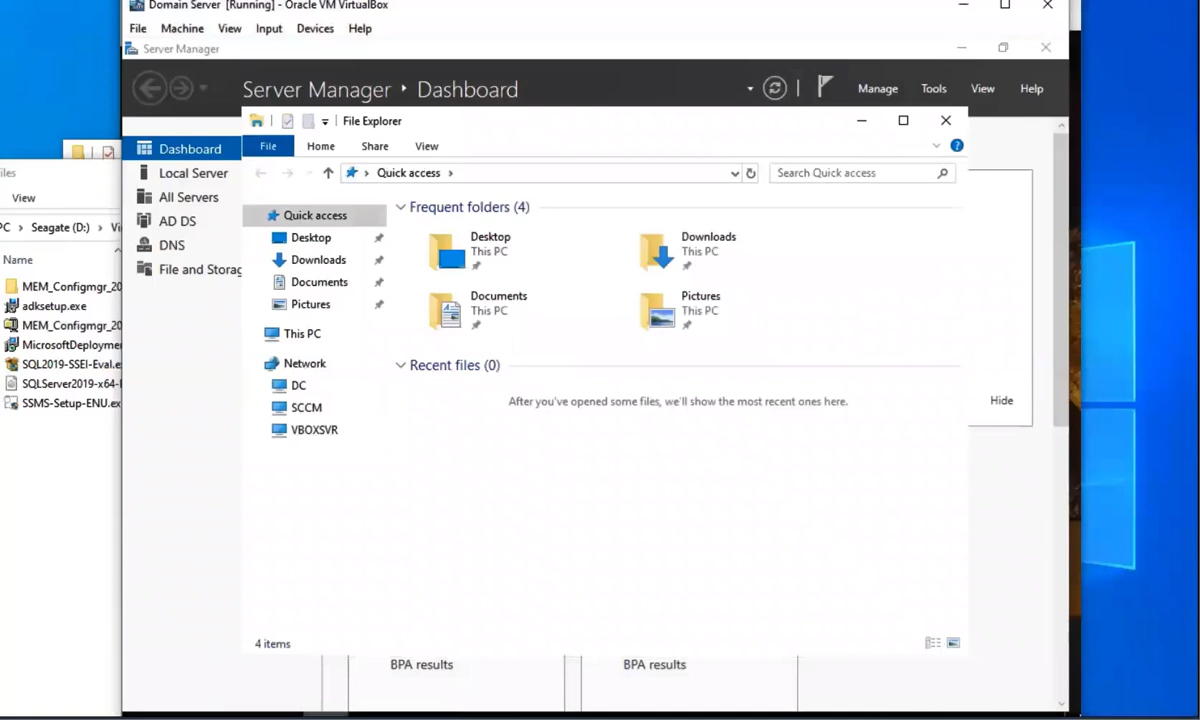 Domain Server [Running] - Oracle VM VirtualBox
File Machine View Input Devices Help
Server Manager
Server Manager ‣ Dashboard
Manage Tools View Help
File Explorer
File Home Share View
Quick access
Search Quick access
Dashboard
Local Server
All Servers
AD DS
DNS
File and Storag
Quick access
Desktop
Downloads
Documents
Pictures
This PC
Network
DC
SCCM
VBOXSVR
Frequent folders (4)
Desktop
This PC
Downloads
This PC
Documents
This PC
Pictures
This PC
Recent files (0)
After you've opened some files, we'll show the most recent ones here.
4 items
Hide
BPA results
BPA results
iles
View
PC > Seagate (D:) > Vi
Name
MEM_Configmgr_20
adksetup.exe
MEM_Configmgr_20
MicrosoftDeployme
SQL2019-SSEI-Eval.e
SQLServer2019-x64-
SSMS-Setup-ENU.ex